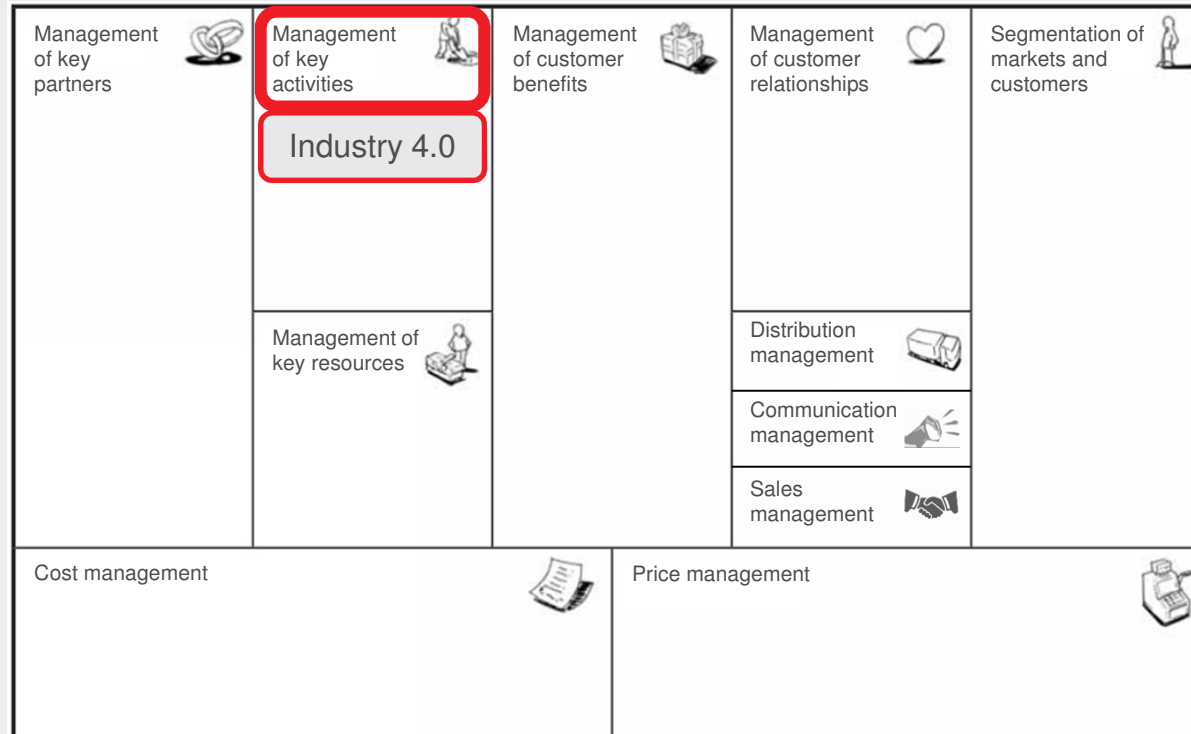 Management
of key
partners
Management
of key
activities
Industry 4.0
Management of
key resources
Management
of customer
benefits
Management
of customer
relationships
Distribution
management
Communication
management
Sales
management
Segmentation of
markets and
customers
Cost management
Price management